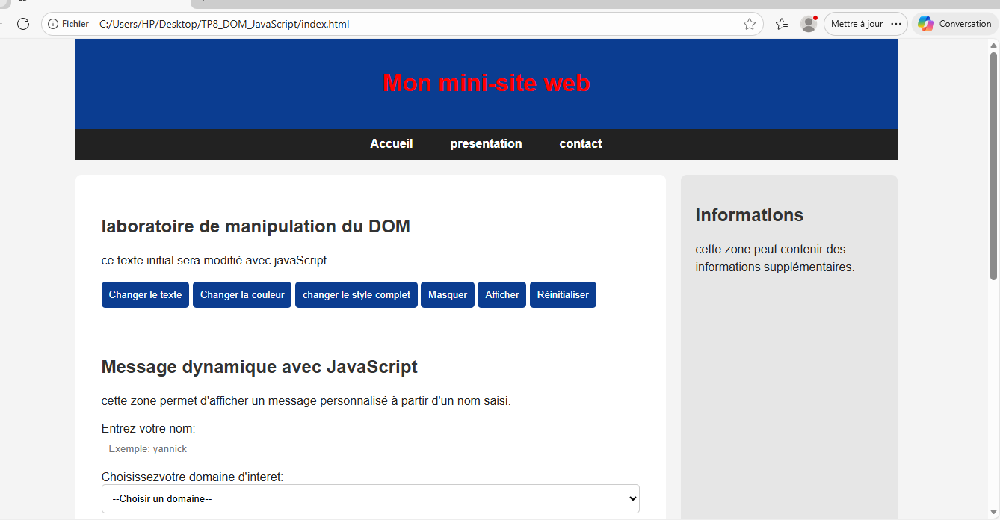 Fichier C:/Users/HP/Desktop/TP8_DOM_JavaScript/index.html Mettre à jour Conversation
Mon mini-site web
Accueil presentation contact
laboratoire de manipulation du DOM
ce texte initial sera modifié avec javaScript.
Changer le texte Changer la couleur changer le style complet Masquer Afficher Réinitialiser
Message dynamique avec JavaScript
cette zone permet d'afficher un message personnalisé à partir d'un nom saisi.
Entrez votre nom:
Exemple: yannick
Choisissezvotre domaine d'interet:
--Choisir un domaine--
Informations
cette zone peut contenir des
informations supplémentaires.